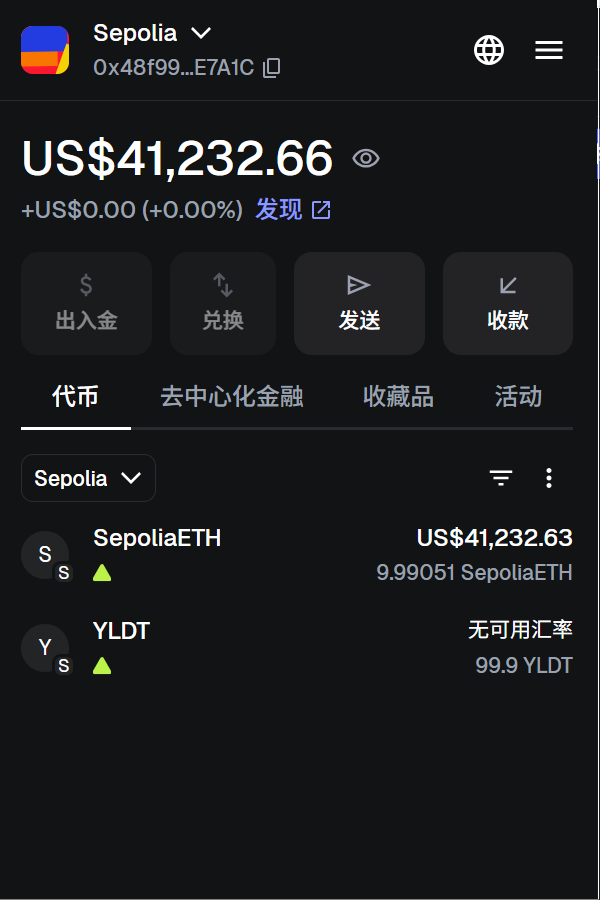 Sepolia
0x48f99...E7A1C
US$41,232.66
+US$0.00 (+0.00%) 发现
出入金 兑换 发送 收款
代币 去中心化金融 收藏品 活动
Sepolia
S S SepoliaETH US$41,232.63
9.99051 SepoliaETH
Y S YLDT 无可用汇率
99.9 YLDT